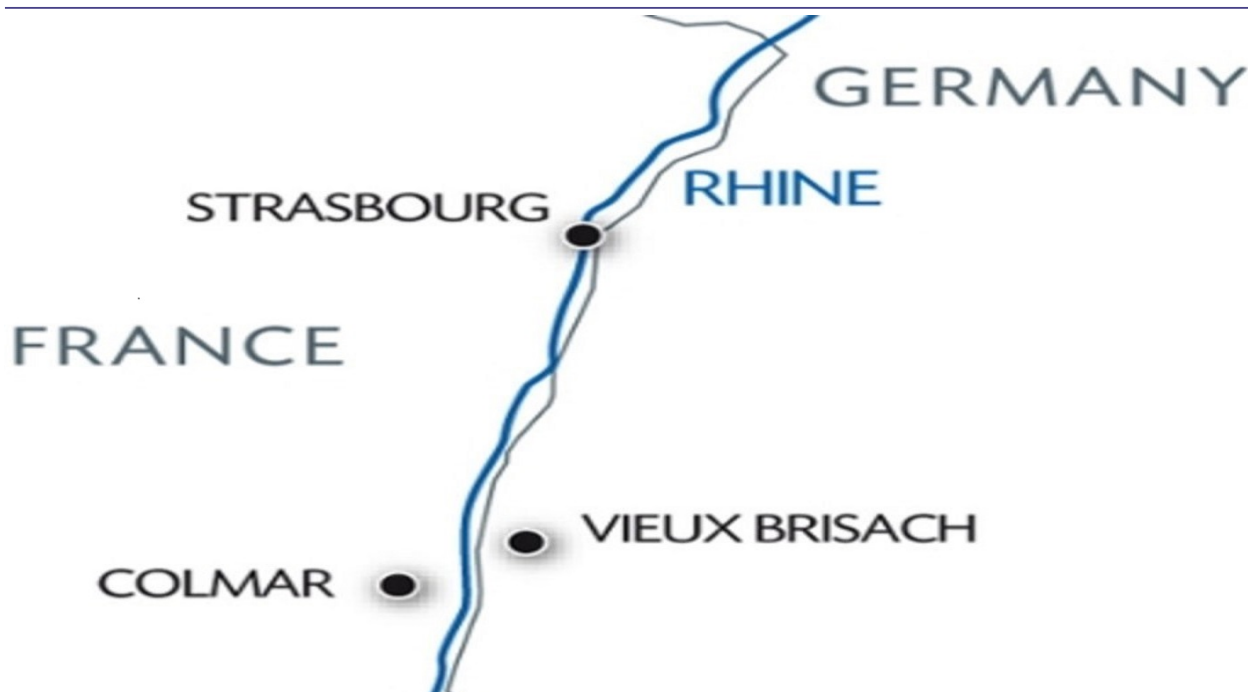 GERMANY
RHINE
STRASBOURG
FRANCE
VIEUX BRISACH
COLMAR